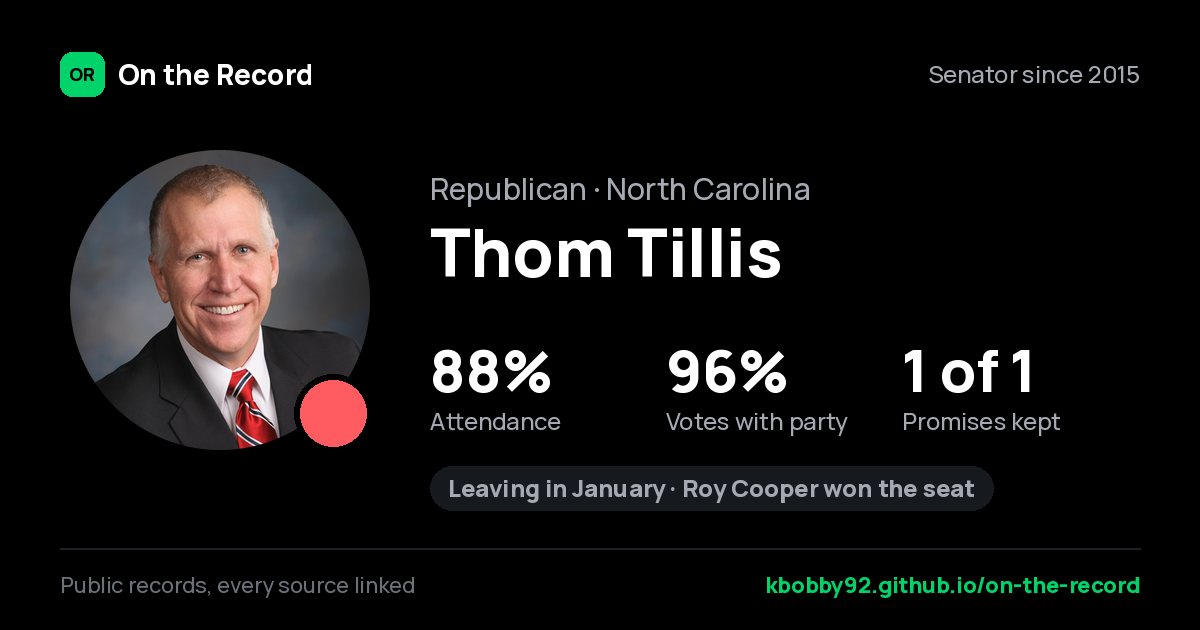 OR On the Record
Senator since 2015
Republican · North Carolina
Thom Tillis
88% 96% 1 of 1
Attendance Votes with party Promises kept
Leaving in January · Roy Cooper won the seat
Public records, every source linked
kbobby92.github.io/on-the-record